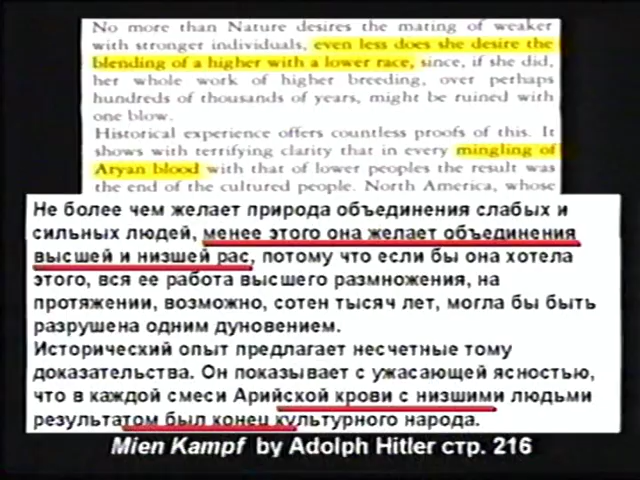 No more than Nature desires the mating of weaker
with stronger individuals, even less does she desire the
blending of a higher with a lower race, since, if she did,
her whole work of higher breeding, over perhaps
hundreds of thousands of years, might be ruined with
one blow.
Historical experience offers countless proofs of this. It
shows with terrifying clarity that in every mingling of
Aryan blood with that of lower peoples the result was
the end of the cultured people. North America, whose
Не более чем желает природа объединения слабых и
сильных людей, менее этого она желает объединения
высшей и низшей рас, потому что если бы она хотела
этого, вся ее работа высшего размножения, на
протяжении, возможно, сотен тысяч лет, могла бы быть
разрушена одним дуновением.
Исторический опыт предлагает несчетные тому
доказательства. Он показывает с ужасающей ясностью,
что в каждой смеси Арийской крови с низшими людьми
результатом был конец культурного народа.
Mien Kampf by Adolph Hitler стр. 216